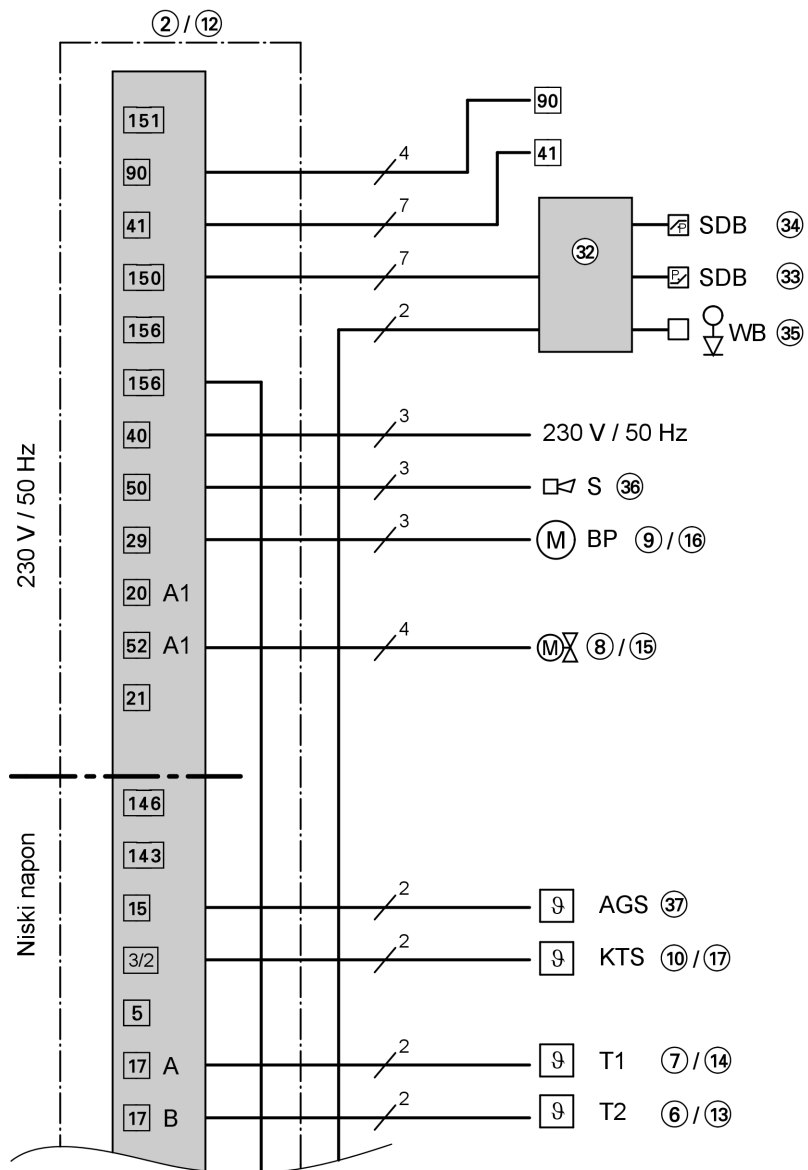 2 / 12
151
90
4
90
41
7
41
150
7
32
SDB 34
P
SDB 33
P
156
2
WB 35
156
40
3
230 V / 50 Hz
50
3
S 36
29
3
M BP 9 / 16
20 A1
52 A1
4
M 8 / 15
21
230 V / 50 Hz
146
143
15
2
ϑ AGS 37
3/2
2
ϑ KTS 10 / 17
5
17 A
2
ϑ T1 7 / 14
17 B
2
ϑ T2 6 / 13
Niski napon